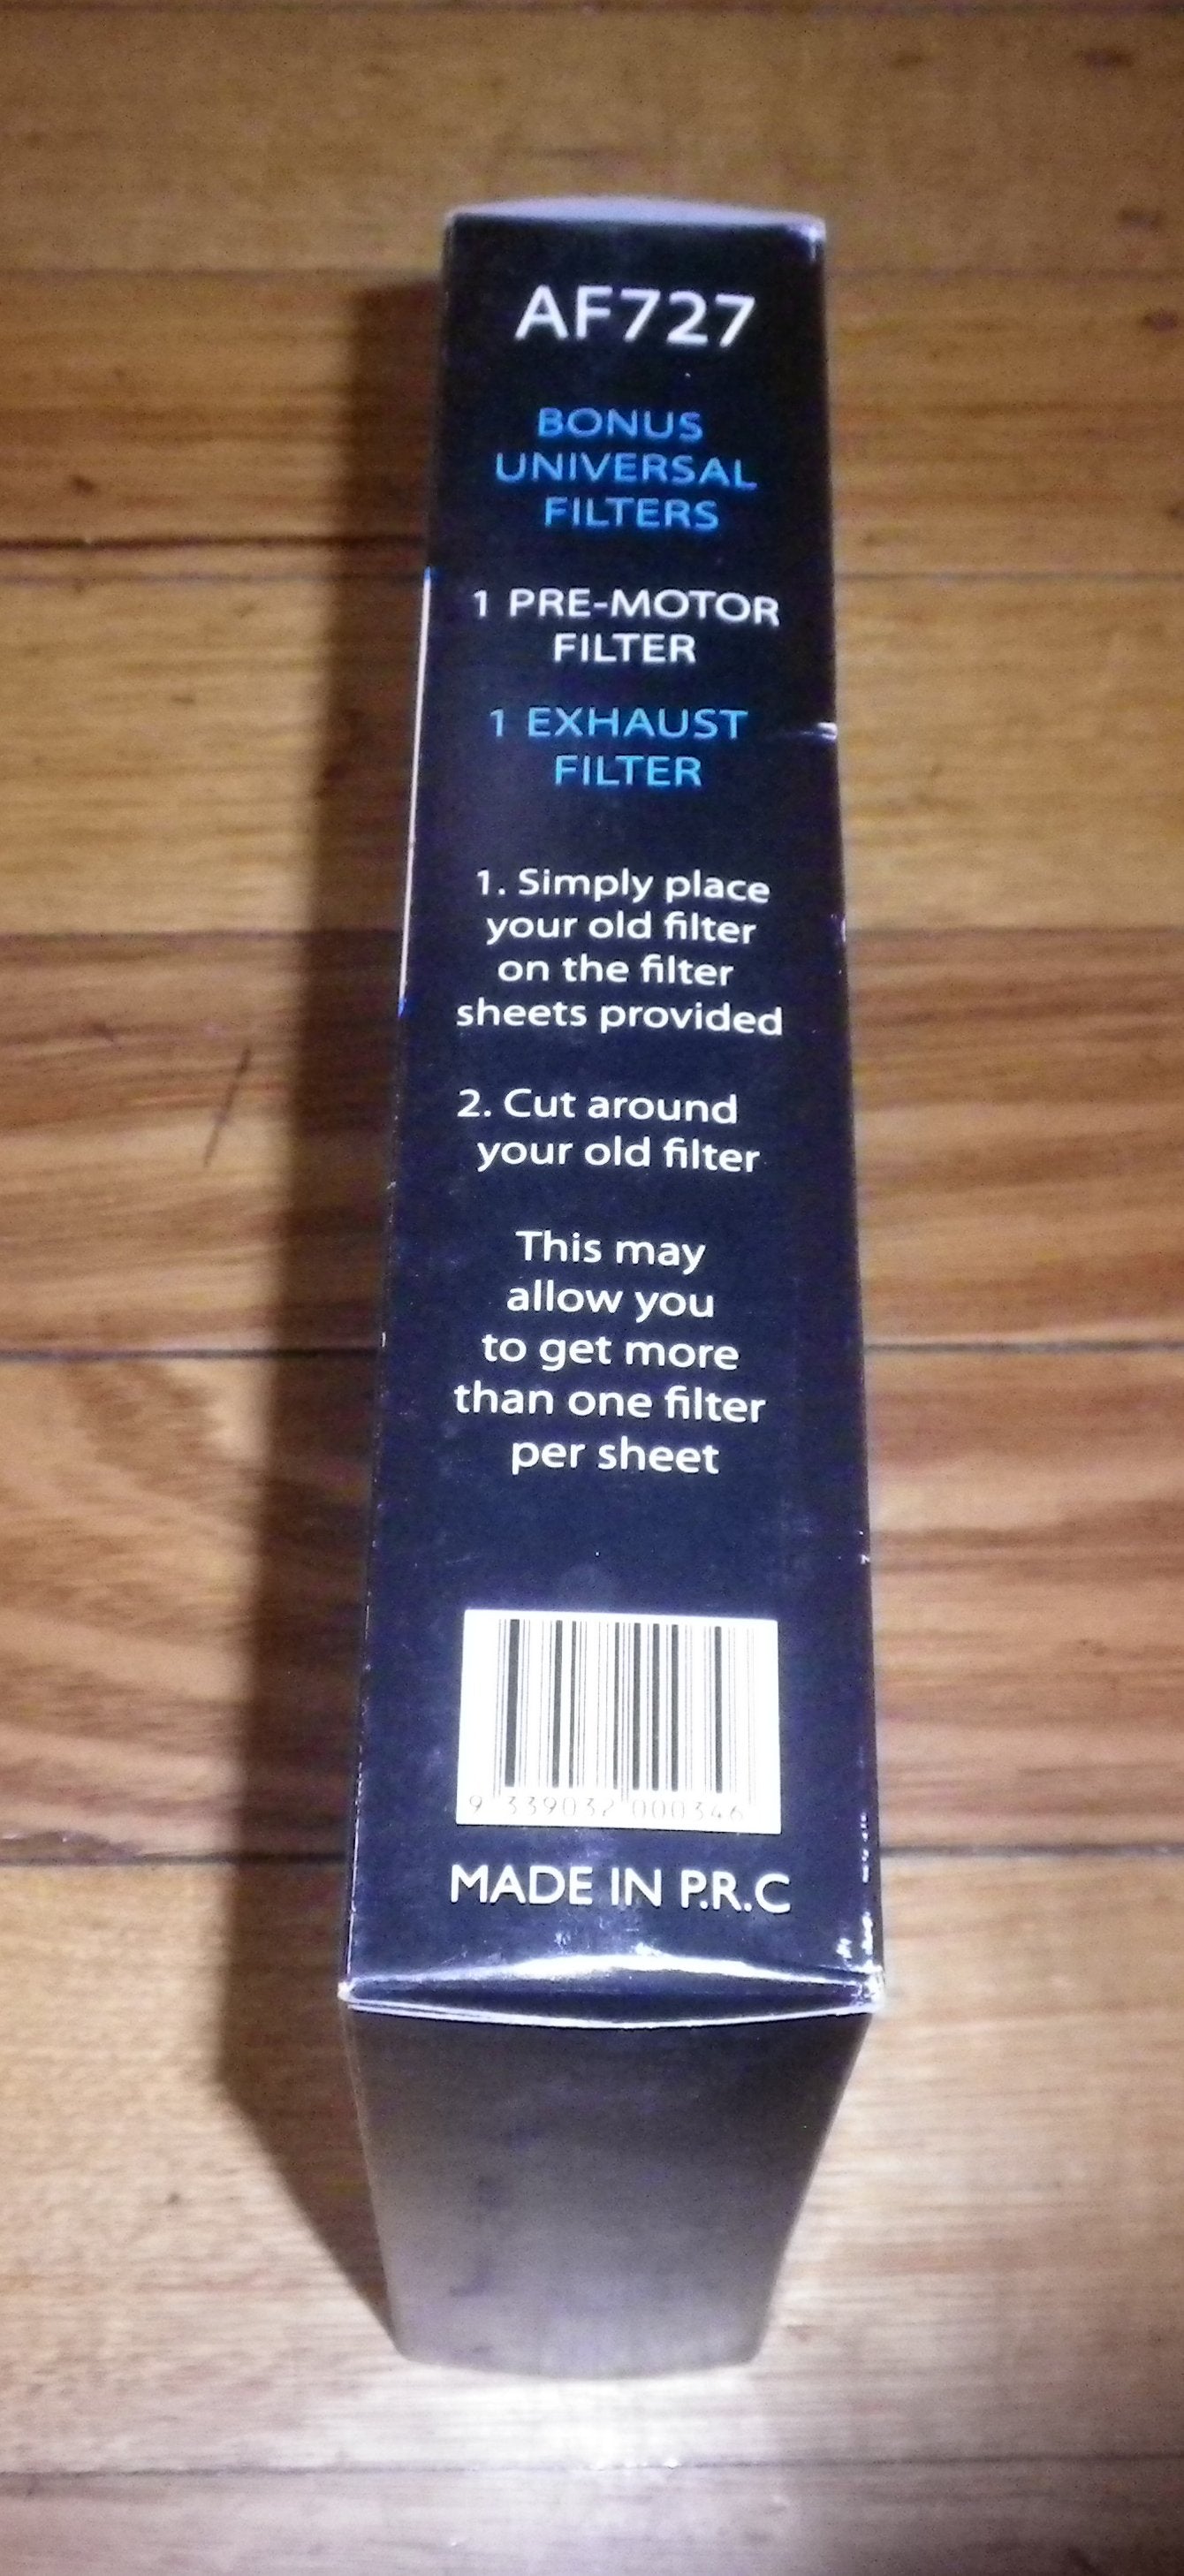 AF727
BONUS
UNIVERSAL
FILTERS
1 PRE-MOTOR
FILTER
1 EXHAUST
FILTER
1. Simply place
your old filter
on the filter
sheets provided
2. Cut around
your old filter
This may
allow you
to get more
than one filter
per sheet
9 339032 000346
MADE IN P.R.C